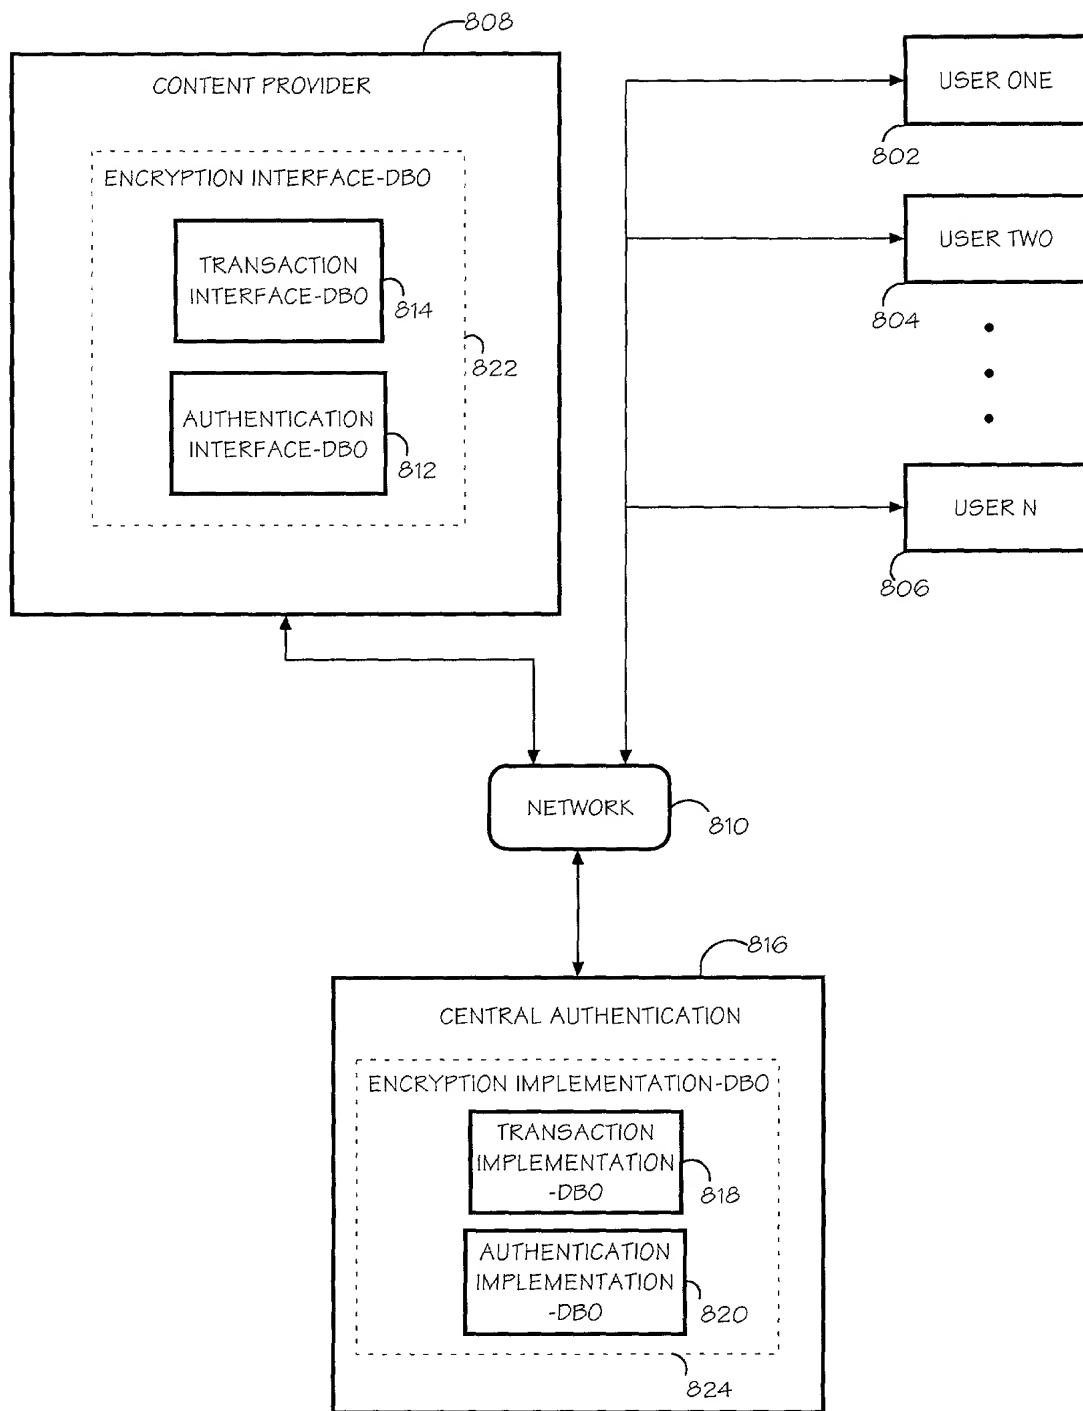 808
CONTENT PROVIDER
ENCRYPTION INTERFACE-DBO
TRANSACTION
INTERFACE-DBO
814
822
AUTHENTICATION
INTERFACE-DBO
812
USER ONE
802
USER TWO
804
USER N
806
NETWORK
810
816
CENTRAL AUTHENTICATION
ENCRYPTION IMPLEMENTATION-DBO
TRANSACTION
IMPLEMENTATION
-DBO
818
AUTHENTICATION
IMPLEMENTATION
-DBO
820
824